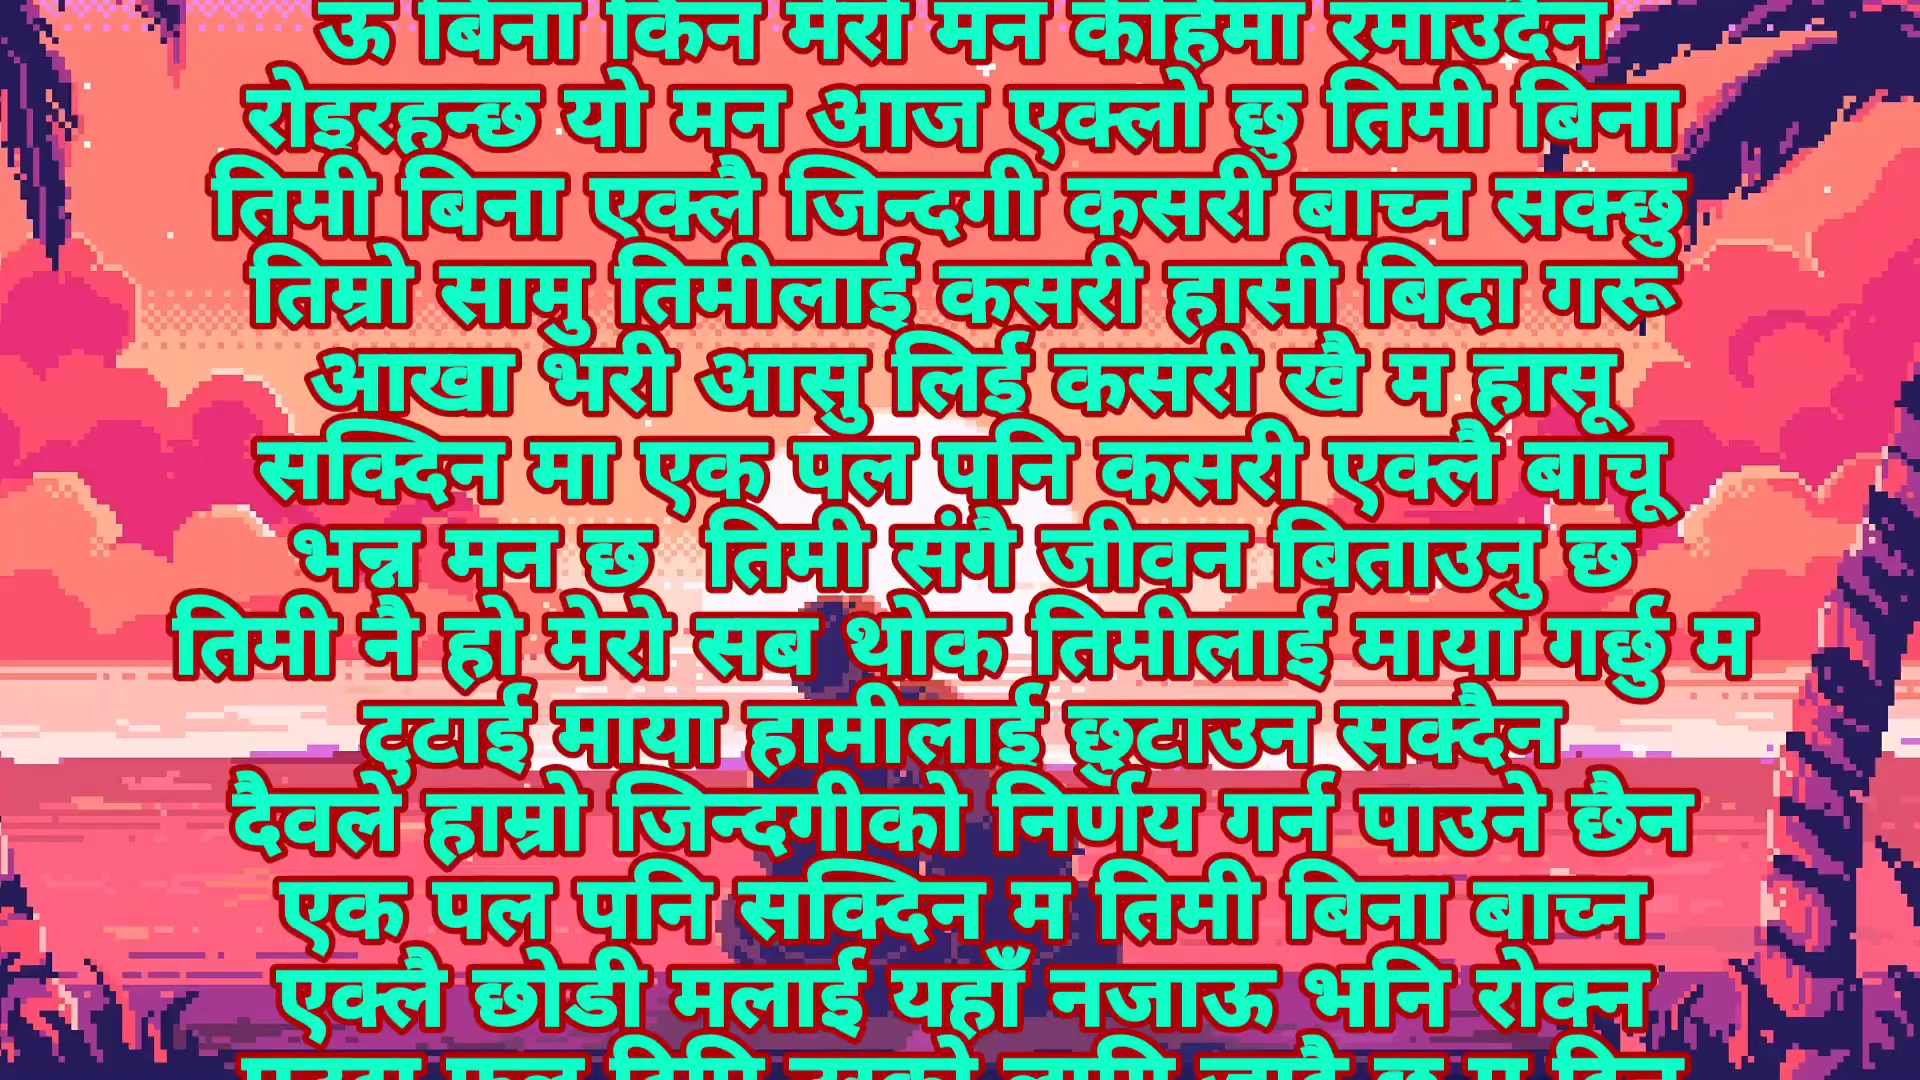 ऊ बिना किन मेरो मन कहिमा रमाउदैन
रोइरहन्छ यो मन आज एक्लो छु तिमी बिना
तिमी बिना एक्लै जिन्दगी कसरी बाच्न सक्छु
तिम्रो सामु तिमीलाई कसरी हासी बिदा गरू
आखा भरी आसु लिई कसरी खै म हासू
सक्दिन मा एक पल पनि कसरी एक्लै बाचू
भन्न मन छ तिमी संगै जीवन बिताउनु छ
तिमी नै हो मेरो सब थोक तिमीलाई माया गर्छु म
टुटाई माया हामीलाई छुटाउन सक्दैन
दैवले हाम्रो जिन्दगीको निर्णय गर्न पाउने छैन
एक पल पनि सक्दिन म तिमी बिना बाच्न
एक्लै छोडी मलाई यहाँ नजाऊ भनि रोक्न